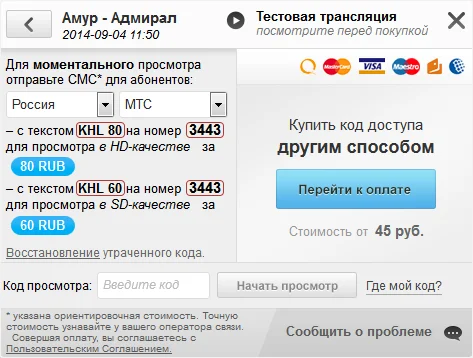 Амур - Адмирал
2014-09-04 11:50
Тестовая трансляция
посмотрите перед покупкой
Для моментального просмотра
отправьте СМС* для абонентов:
Россия МТС
– с текстом KHL 80 на номер 3443
для просмотра в HD-качестве за
80 RUB
– с текстом KHL 60 на номер 3443
для просмотра в SD-качестве за
60 RUB
Восстановление утраченного кода.
MasterCard VISA Maestro
Купить код доступа
другим способом
Перейти к оплате
Стоимость от 45 руб.
Код просмотра: Введите код Начать просмотр Где мой код?
* указана ориентировочная стоимость. Точную
стоимость узнавайте у вашего оператора связи.
Совершая оплату, вы соглашаетесь с
Пользовательским Соглашением.
Сообщить о проблеме